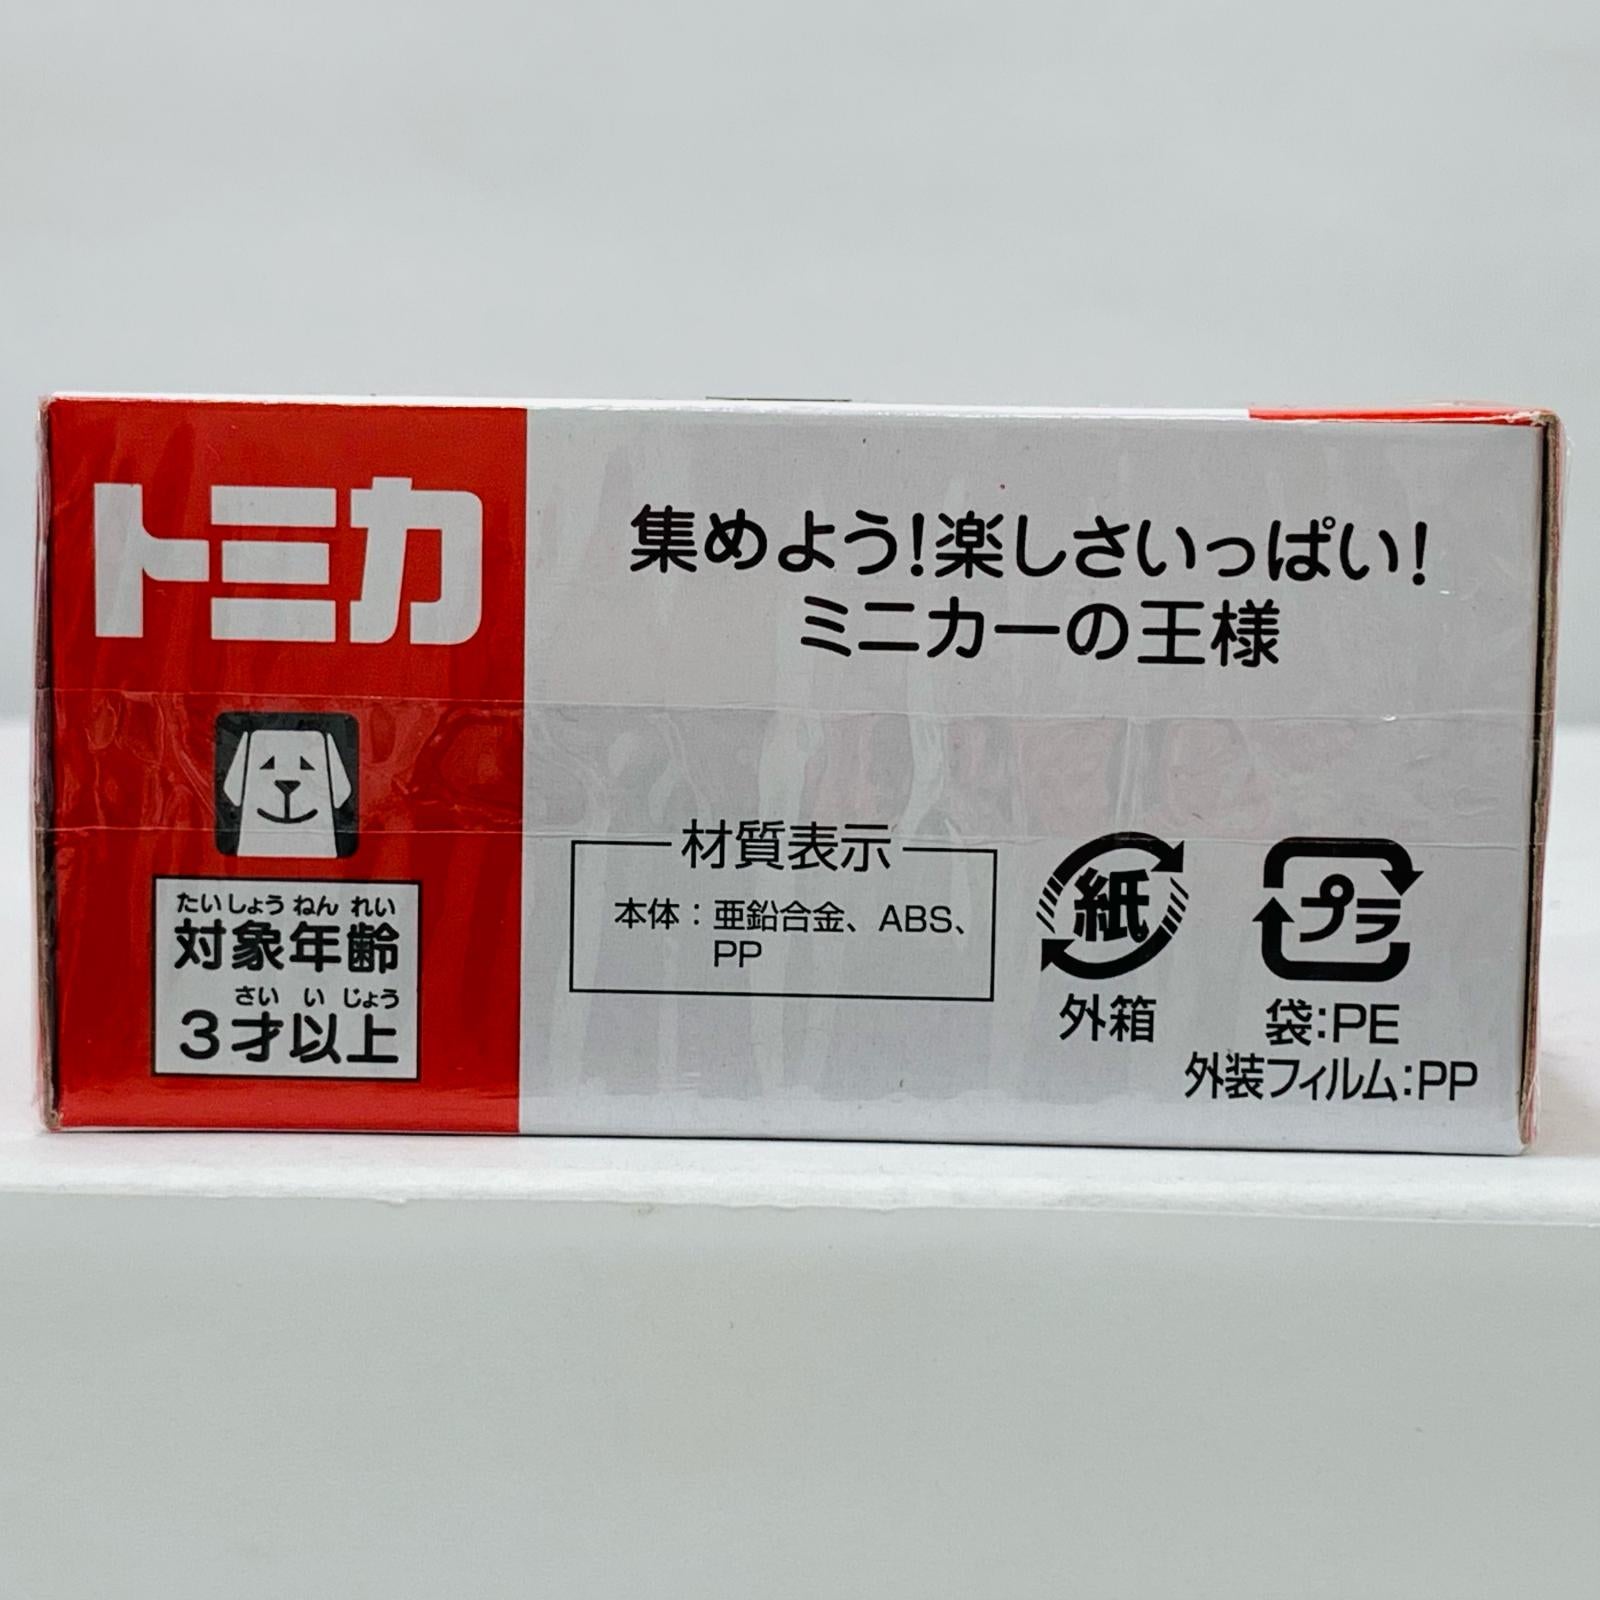 トミカ
集めよう!楽しさいっぱい!
ミニカーの王様
たいしょう ねん れい
対象年齢
さい い じょう
3才以上
材質表示
本体:亜鉛合金、ABS、
PP
紙
外箱
プラ
袋:PE
外装フィルム:PP